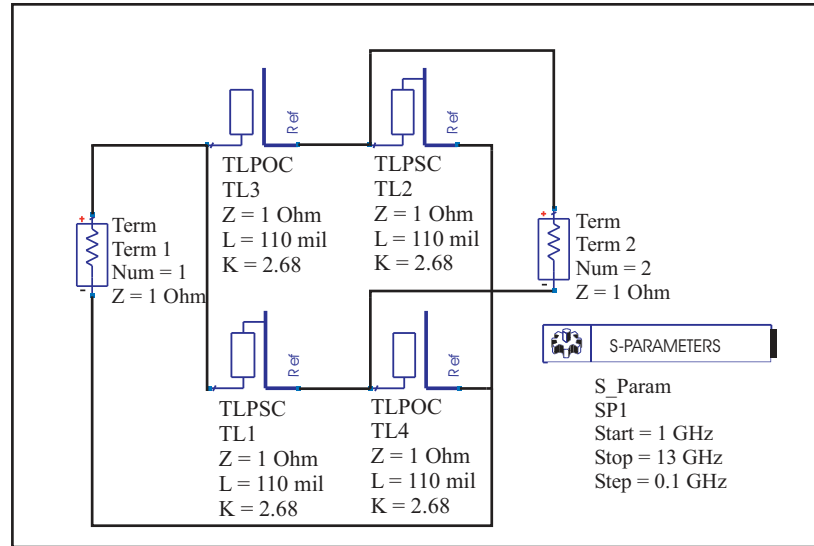 Ref
Ref
TLPOC
TL3
Z = 1 Ohm
L = 110 mil
K = 2.68
TLPSC
TL2
Z = 1 Ohm
L = 110 mil
K = 2.68
+
Term
Term 1
Num = 1
Z = 1 Ohm
-
+
Term
Term 2
Num = 2
Z = 1 Ohm
-
Ref
Ref
TLPSC
TL1
Z = 1 Ohm
L = 110 mil
K = 2.68
TLPOC
TL4
Z = 1 Ohm
L = 110 mil
K = 2.68
S-PARAMETERS
S_Param
SP1
Start = 1 GHz
Stop = 13 GHz
Step = 0.1 GHz